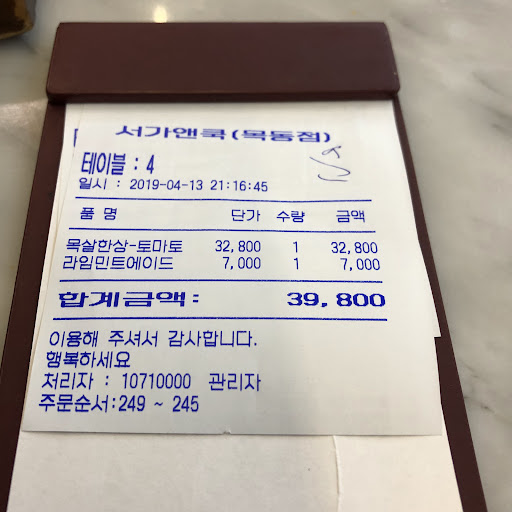 서가앤쿡(목동점)
테이블 : 4
일시 : 2019-04-13 21:16:45
품 명 단가 수량 금액
목살한상-토마토 32,800 1 32,800
라임민트에이드 7,000 1 7,000
합계금액: 39,800
이용해 주셔서 감사합니다.
행복하세요
처리자 : 10710000 관리자
주문순서:249 ~ 245